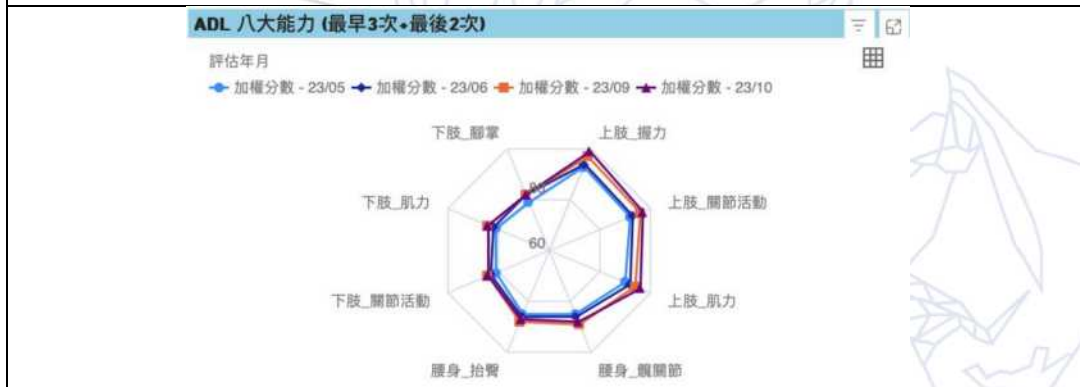 ADL 八大能力 (最早3次+最後2次)
評估年月
加權分數 - 23/05 加權分數 - 23/06 加權分數 - 23/09 加權分數 - 23/10
下肢_腳掌
上肢_握力
下肢_肌力
80
上肢_關節活動
60
下肢_關節活動
上肢_肌力
腰身_抬臀
腰身_髖關節